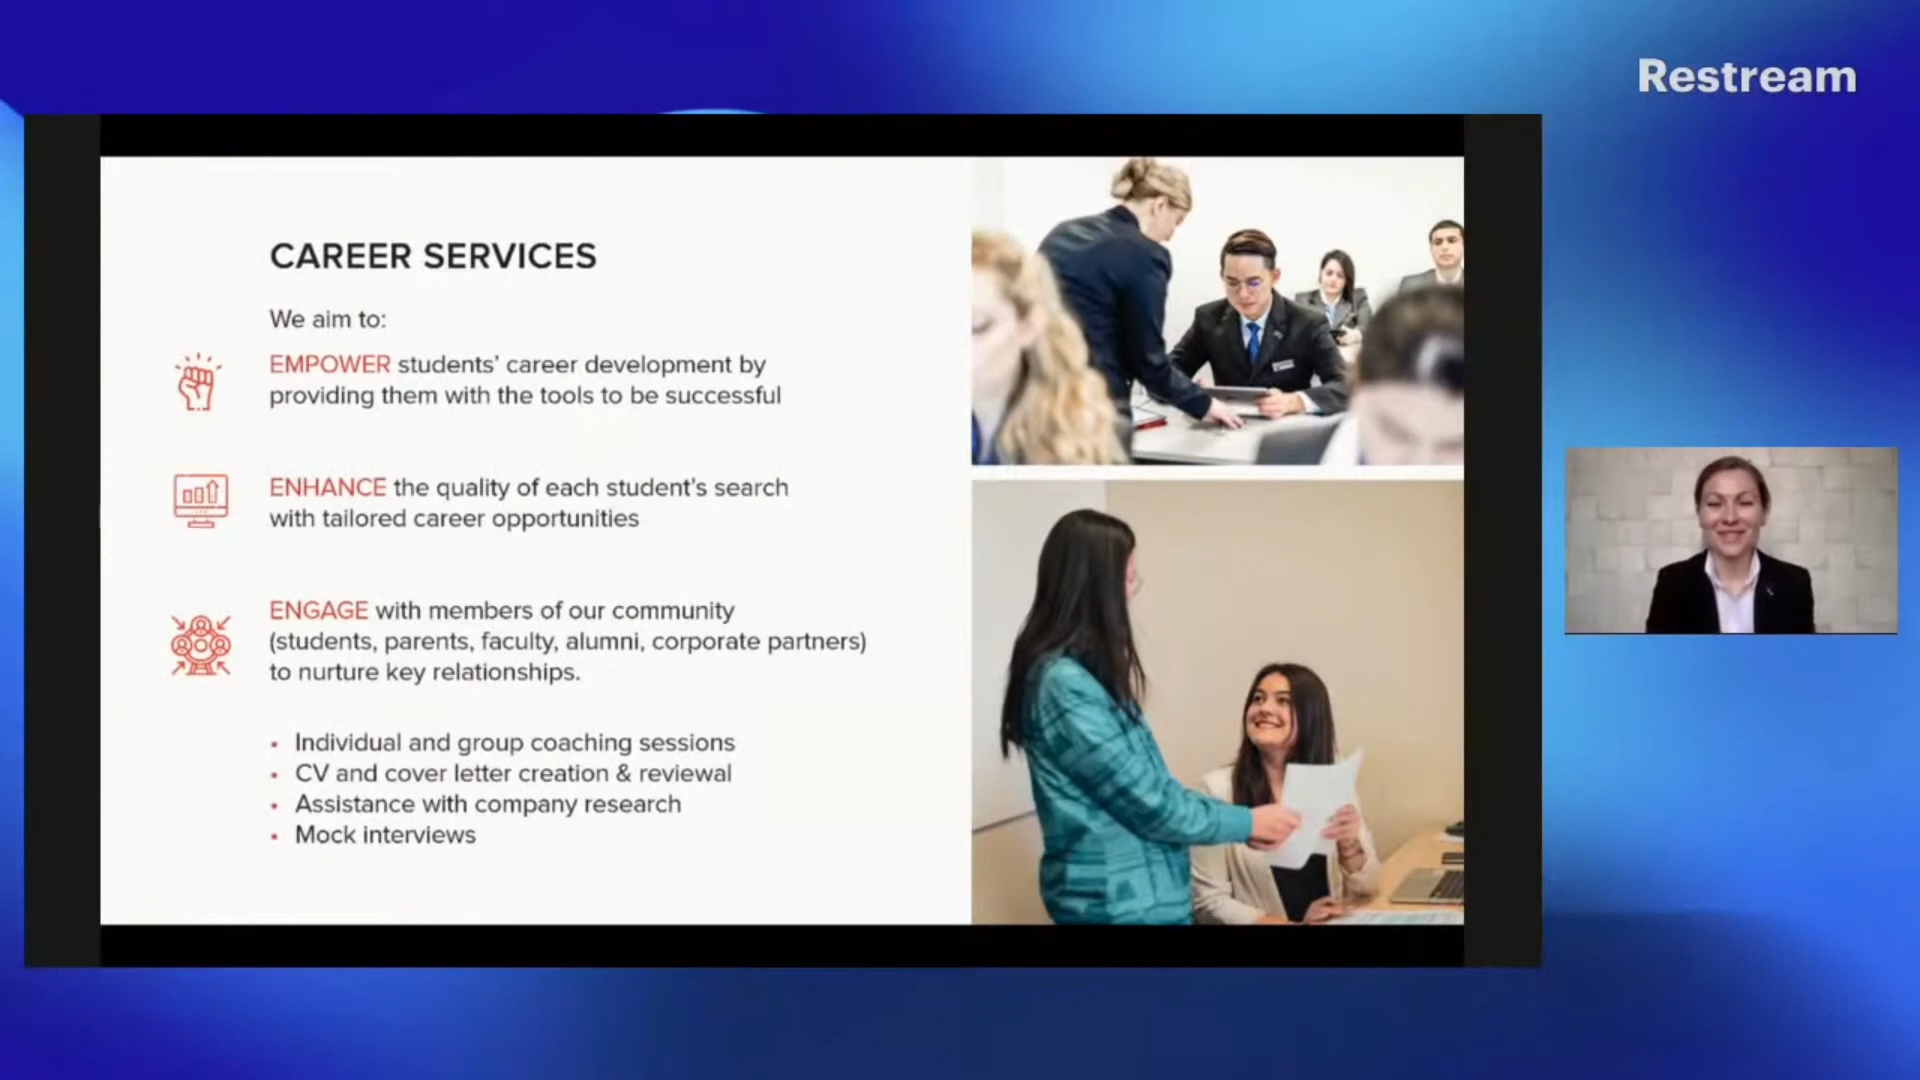 Restream
CAREER SERVICES
We aim to:
EMPOWER students’ career development by
providing them with the tools to be successful
ENHANCE the quality of each student’s search
with tailored career opportunities
ENGAGE with members of our community
(students, parents, faculty, alumni, corporate partners)
to nurture key relationships.
• Individual and group coaching sessions
• CV and cover letter creation & reviewal
• Assistance with company research
• Mock interviews